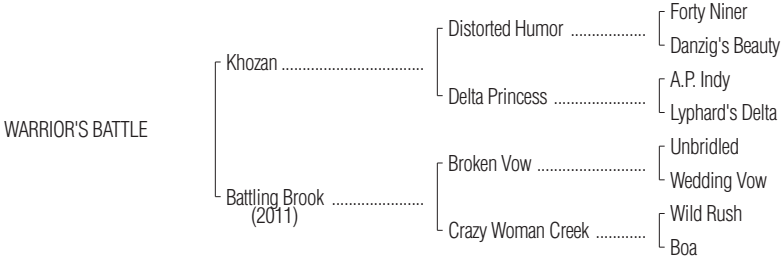 Forty Niner
Distorted Humor ..................
Danzig's Beauty
Khozan .................................
A.P. Indy
Delta Princess ......................
Lyphard's Delta
WARRIOR'S BATTLE
Unbridled
Broken Vow ..........................
Wedding Vow
Battling Brook ......................
(2011)
Wild Rush
Crazy Woman Creek ............
Boa